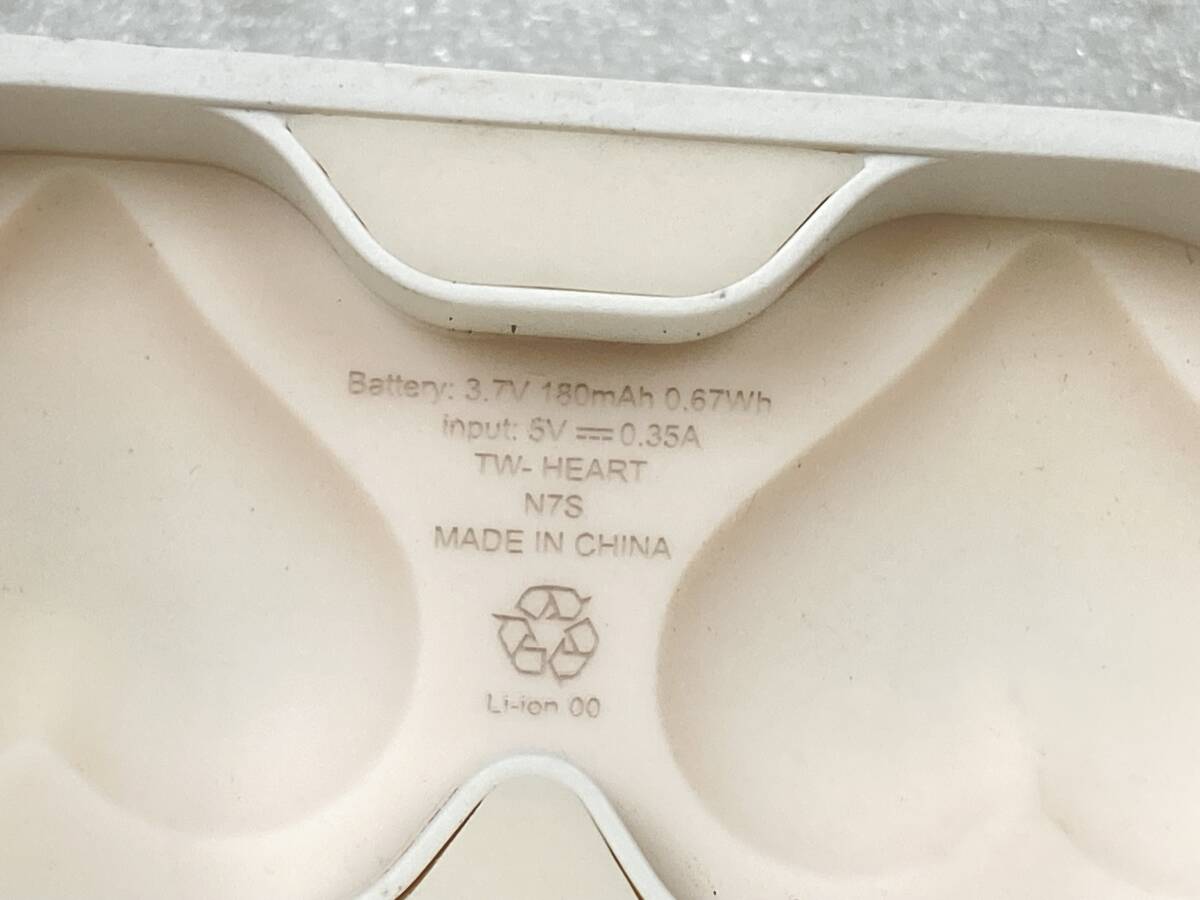 Battery: 3.7V 180mAh 0.67Wh
input: 5V ⎓ 0.35A
TW- HEART
N7S
MADE IN CHINA
Li-ion 00